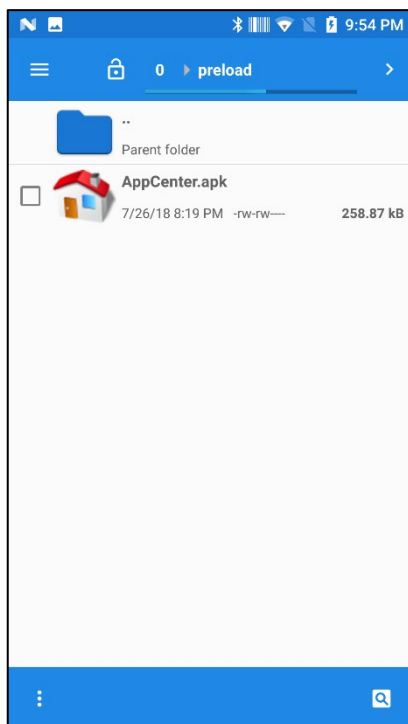 N 9:54 PM
0 preload
..
Parent folder
AppCenter.apk
7/26/18 8:19 PM -rw-rw---- 258.87 kB